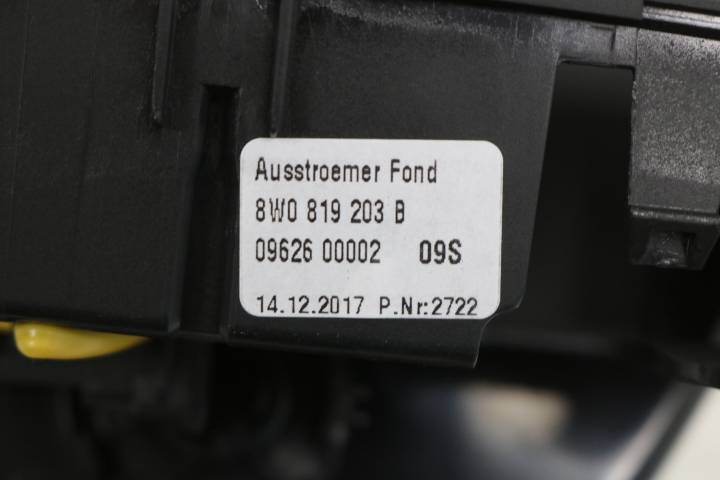 Ausstroemer Fond
8W0 819 203 B
09626 00002 09S
14.12.2017 P.Nr:2722